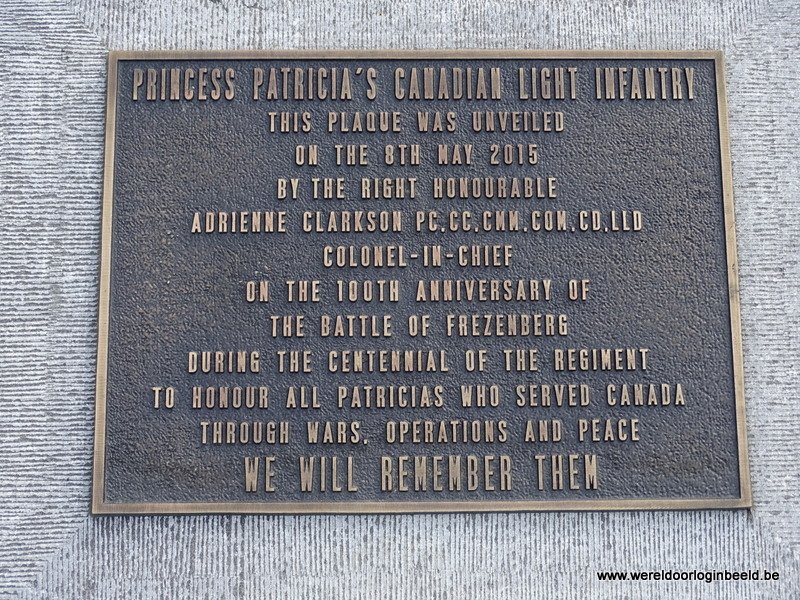 PRINCESS PATRICIA'S CANADIAN LIGHT INFANTRY
THIS PLAQUE WAS UNVEILED
ON THE 8TH MAY 2015
BY THE RIGHT HONOURABLE
ADRIENNE CLARKSON PC,CC,CMM,COM,CD,LLD
COLONEL-IN-CHIEF
ON THE 100TH ANNIVERSARY OF
THE BATTLE OF FREZENBERG
DURING THE CENTENNIAL OF THE REGIMENT
TO HONOUR ALL PATRICIAS WHO SERVED CANADA
THROUGH WARS, OPERATIONS AND PEACE
WE WILL REMEMBER THEM
www.wereldoorloginbeeld.be